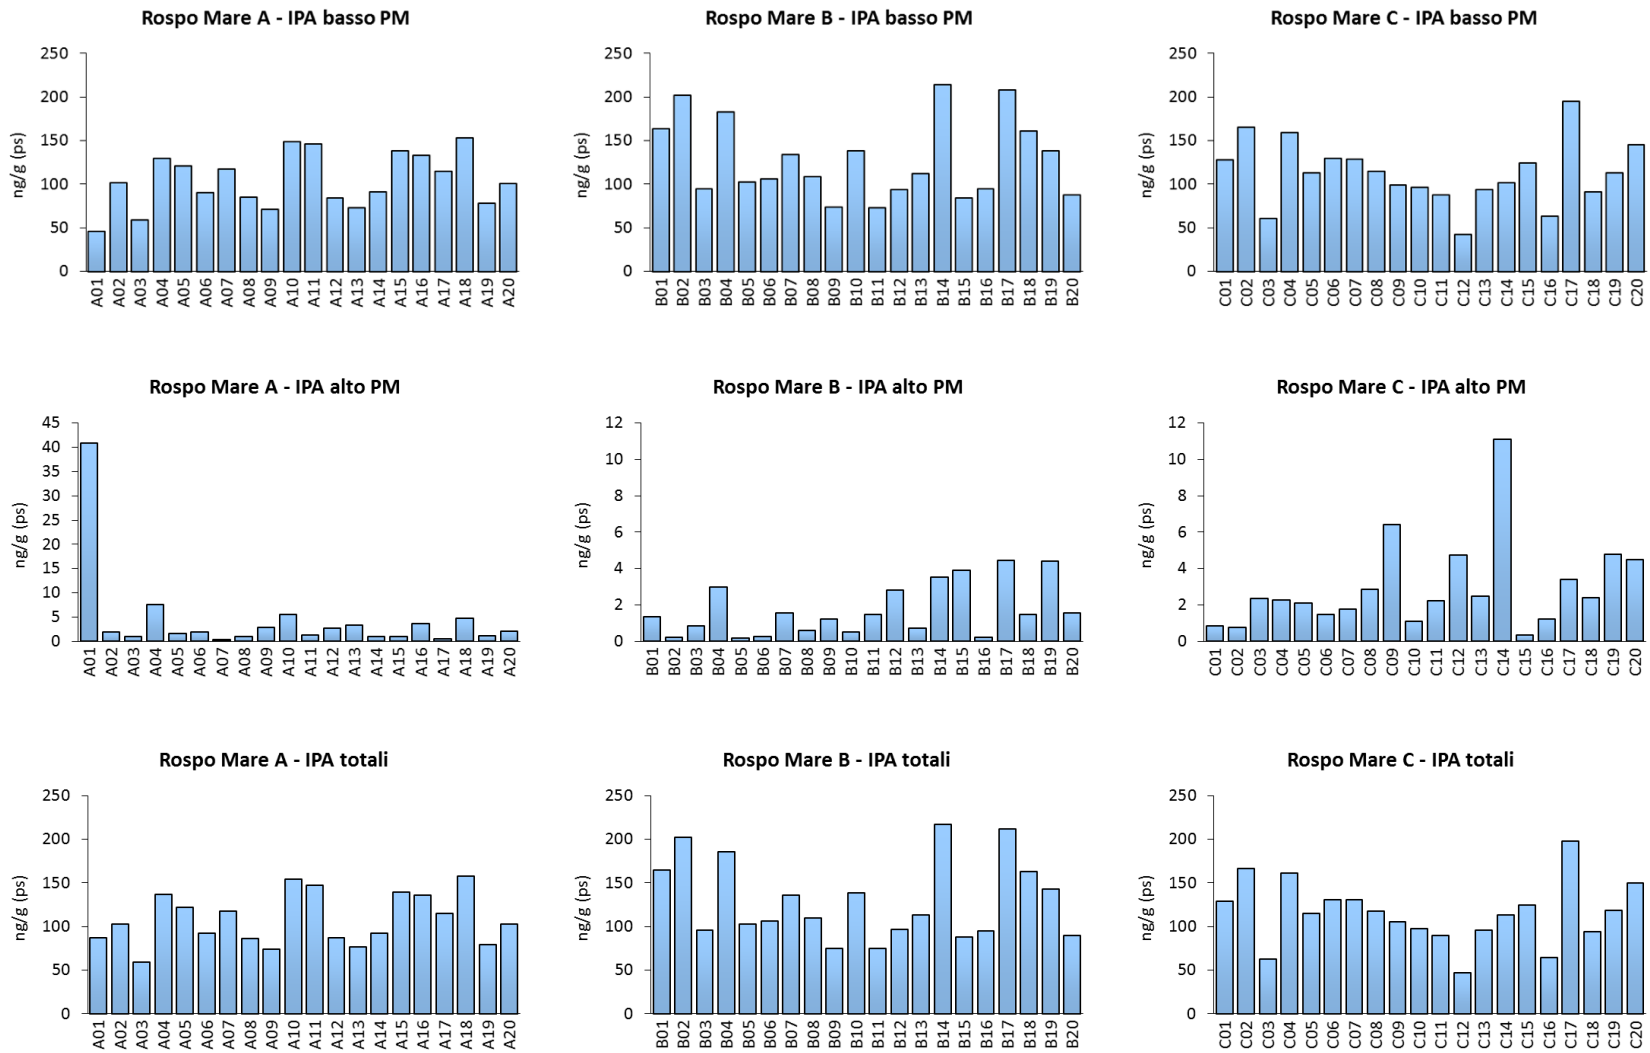 Rospo Mare A - IPA basso PM
ng/g (ps)
250
200
150
100
50
0
A01 A02 A03 A04 A05 A06 A07 A08 A09 A10 A11 A12 A13 A14 A15 A16 A17 A18 A19 A20
Rospo Mare B - IPA basso PM
ng/g (ps)
250
200
150
100
50
0
B01 B02 B03 B04 B05 B06 B07 B08 B09 B10 B11 B12 B13 B14 B15 B16 B17 B18 B19 B20
Rospo Mare C - IPA basso PM
ng/g (ps)
250
200
150
100
50
0
C01 C02 C03 C04 C05 C06 C07 C08 C09 C10 C11 C12 C13 C14 C15 C16 C17 C18 C19 C20
Rospo Mare A - IPA alto PM
ng/g (ps)
45
40
35
30
25
20
15
10
5
0
A01 A02 A03 A04 A05 A06 A07 A08 A09 A10 A11 A12 A13 A14 A15 A16 A17 A18 A19 A20
Rospo Mare B - IPA alto PM
ng/g (ps)
12
10
8
6
4
2
0
B01 B02 B03 B04 B05 B06 B07 B08 B09 B10 B11 B12 B13 B14 B15 B16 B17 B18 B19 B20
Rospo Mare C - IPA alto PM
ng/g (ps)
12
10
8
6
4
2
0
C01 C02 C03 C04 C05 C06 C07 C08 C09 C10 C11 C12 C13 C14 C15 C16 C17 C18 C19 C20
Rospo Mare A - IPA totali
ng/g (ps)
250
200
150
100
50
0
A01 A02 A03 A04 A05 A06 A07 A08 A09 A10 A11 A12 A13 A14 A15 A16 A17 A18 A19 A20
Rospo Mare B - IPA totali
ng/g (ps)
250
200
150
100
50
0
B01 B02 B03 B04 B05 B06 B07 B08 B09 B10 B11 B12 B13 B14 B15 B16 B17 B18 B19 B20
Rospo Mare C - IPA totali
ng/g (ps)
250
200
150
100
50
0
C01 C02 C03 C04 C05 C06 C07 C08 C09 C10 C11 C12 C13 C14 C15 C16 C17 C18 C19 C20